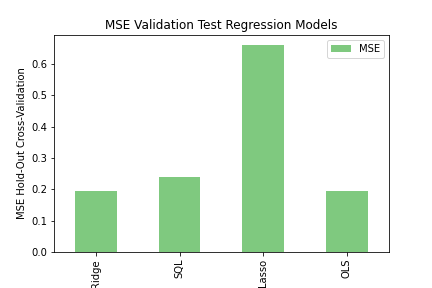 MSE Validation Test Regression Models
MSE
MSE Hold-Out Cross-Validation
0.6
0.5
0.4
0.3
0.2
0.1
0.0
Ridge
SQL
Lasso
OLS